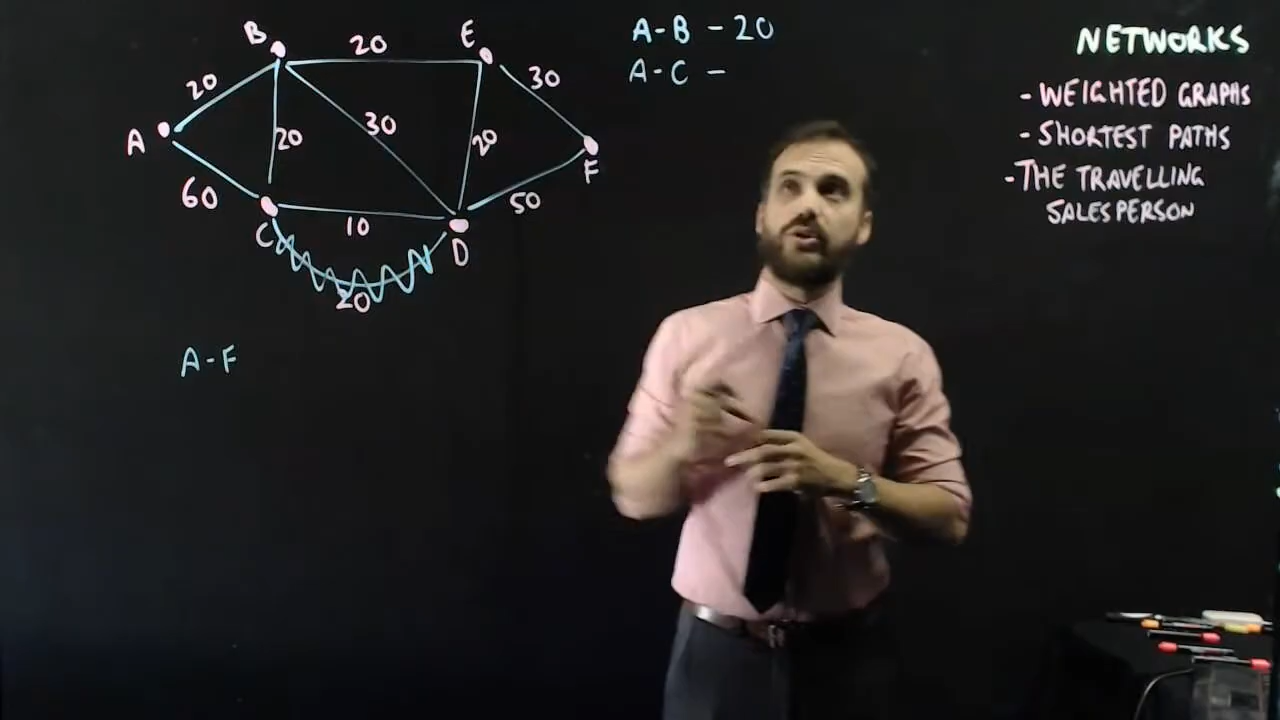 B
20
E
20
30
A
20
30
20
F
60
10
50
C
D
20
A-F
A-B - 20
A-C -
NETWORKS
- WEIGHTED GRAPHS
- SHORTEST PATHS
- THE TRAVELLING
SALESPERSON